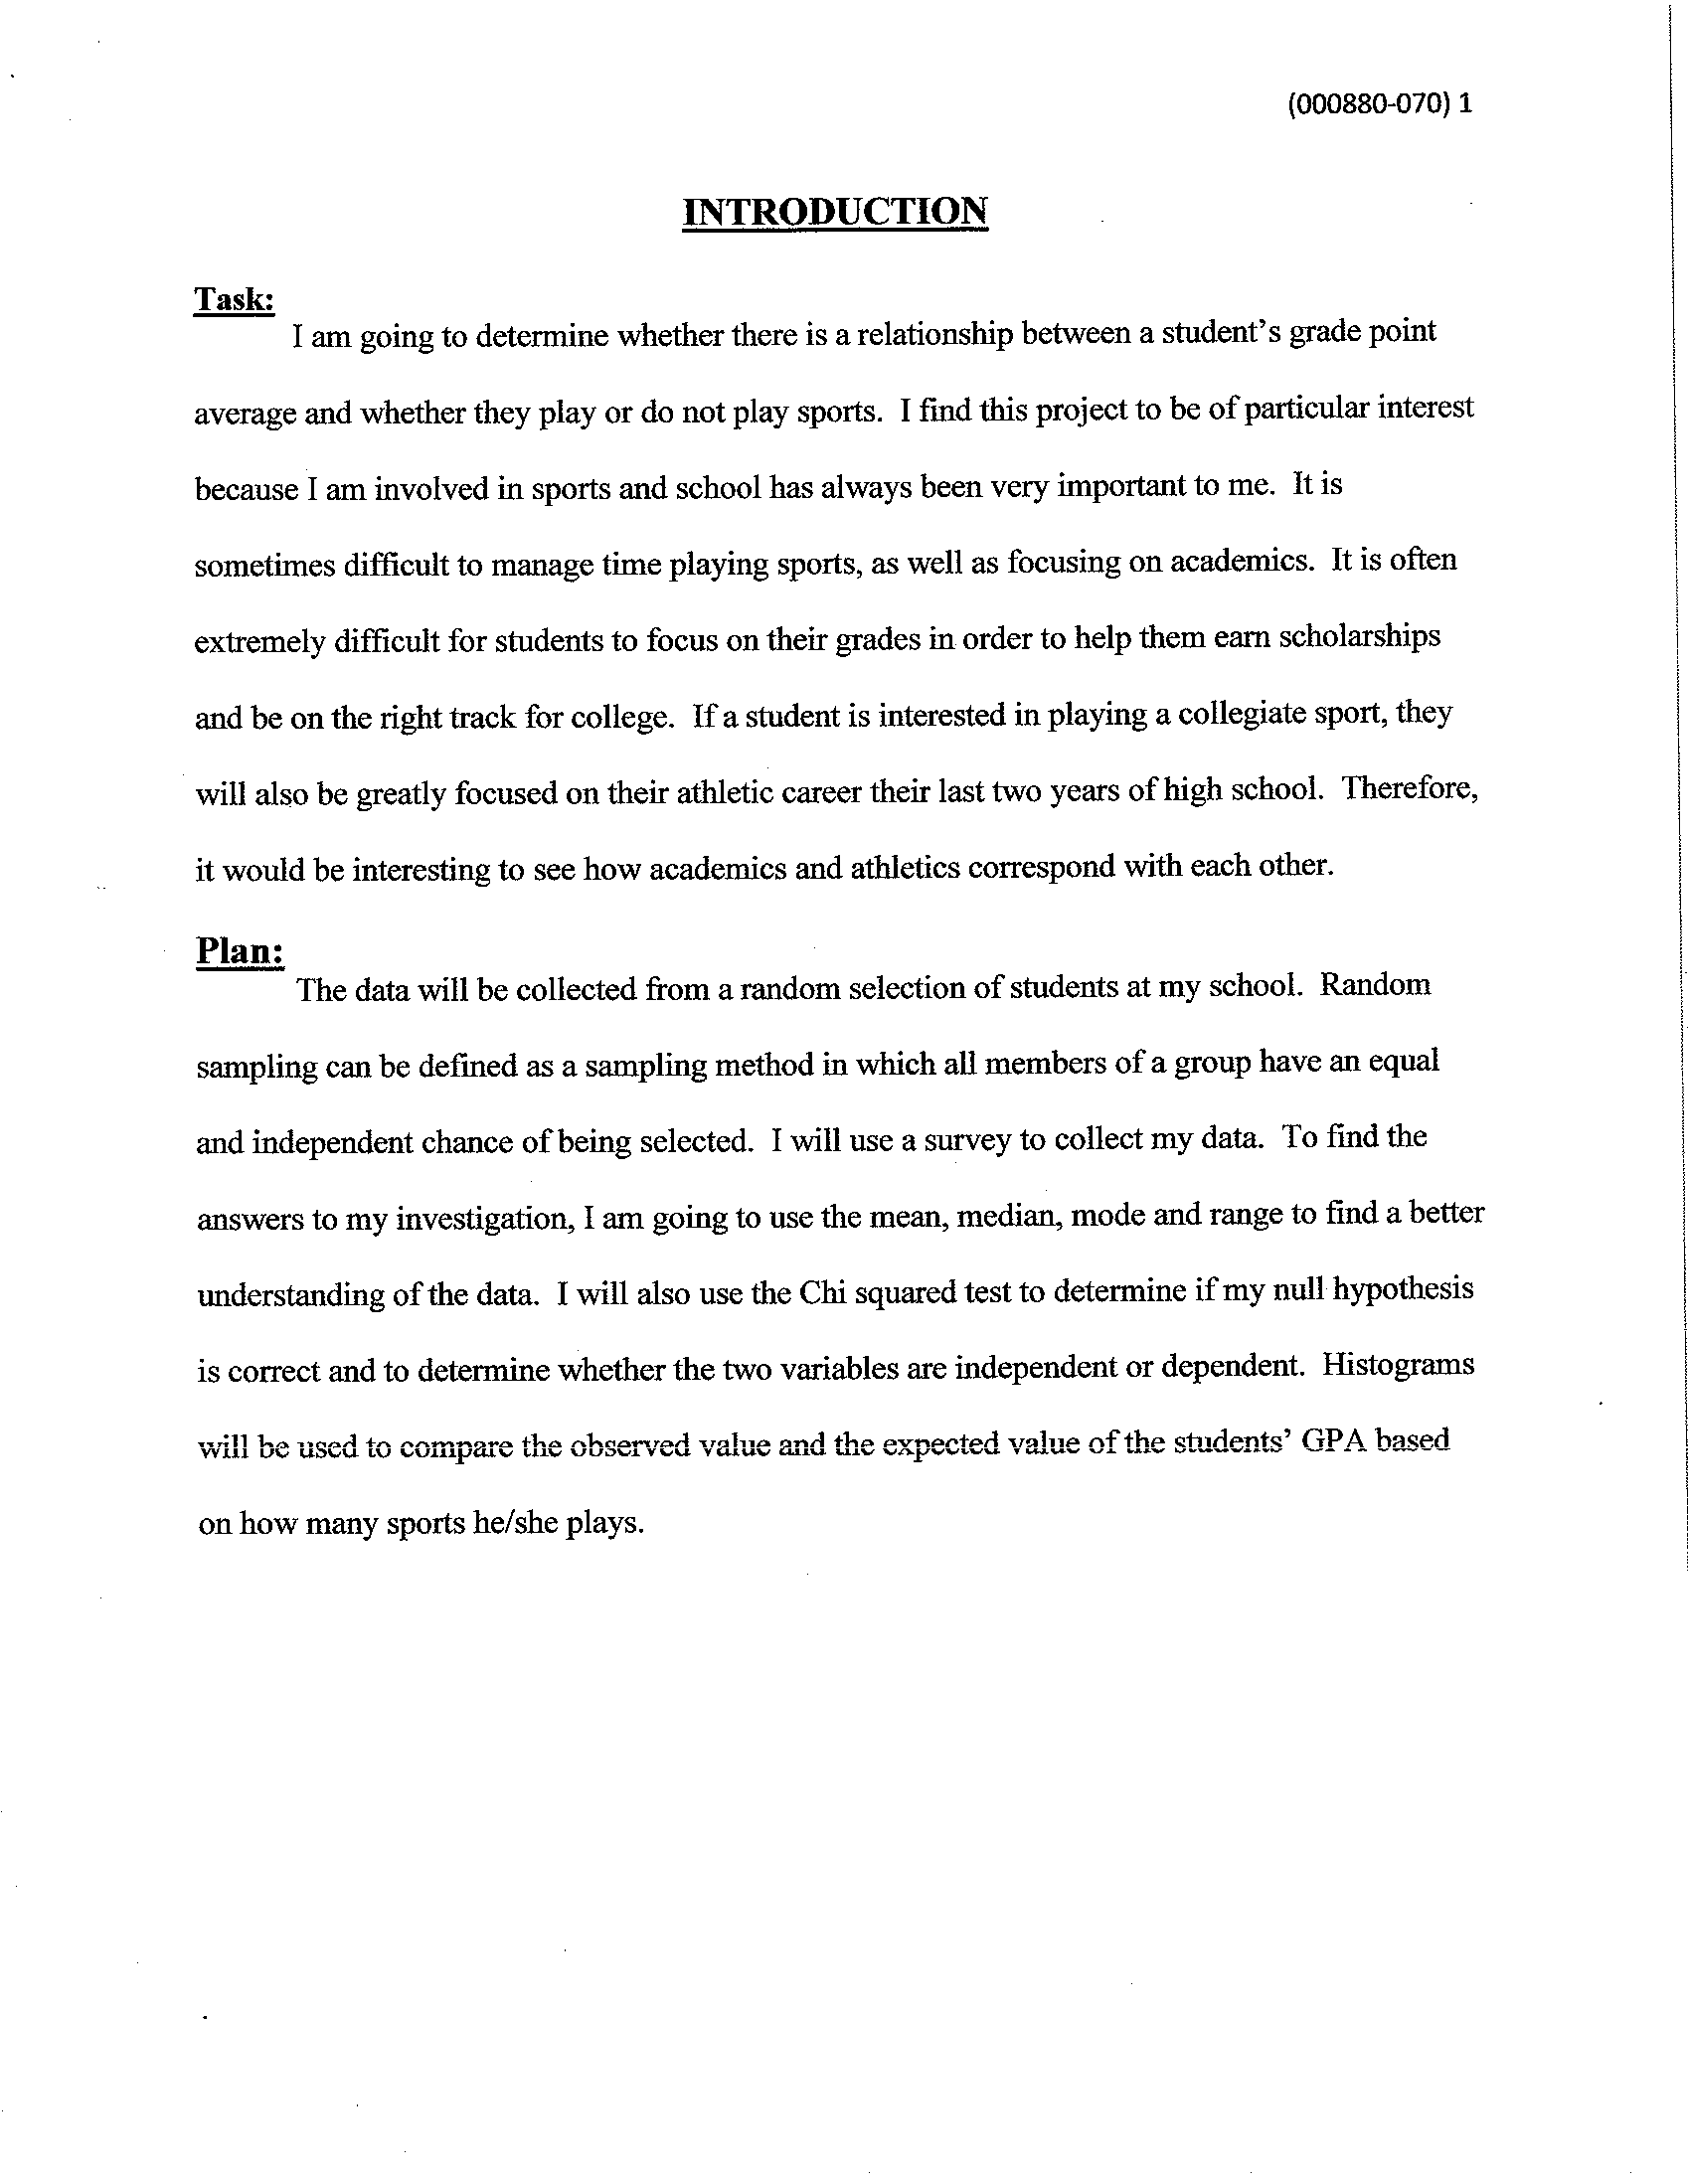 (000880-070) 1
INTRODUCTION
Task:
I am going to determine whether there is a relationship between a student's grade point
average and whether they play or do not play sports. I find this project to be of particular interest
because I am involved in sports and school has always been very important to me. It is
sometimes difficult to manage time playing sports, as well as focusing on academics. It is often
extremely difficult for students to focus on their grades in order to help them earn scholarships
and be on the right track for college. If a student is interested in playing a collegiate sport, they
will also be greatly focused on their athletic career their last two years of high school. Therefore,
it would be interesting to see how academics and athletics correspond with each other.
Plan:
The data will be collected from a random selection of students at my school. Random
sampling can be defined as a sampling method in which all members of a group have an equal
and independent chance of being selected. I will use a survey to collect my data. To find the
answers to my investigation, I am going to use the mean, median, mode and range to find a better
understanding of the data. I will also use the Chi squared test to determine if my null hypothesis
is correct and to determine whether the two variables are independent or dependent. Histograms
will be used to compare the observed value and the expected value of the students' GPA based
on how many sports he/she plays.